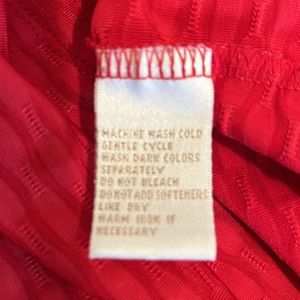 MACHINE WASH COLD
GENTLE CYCLE
WASH DARK COLORS
SEPARATELY
DO NOT BLEACH
DO NOT ADD SOFTENERS
LINE DRY
WARM IRON IF
NECESSARY